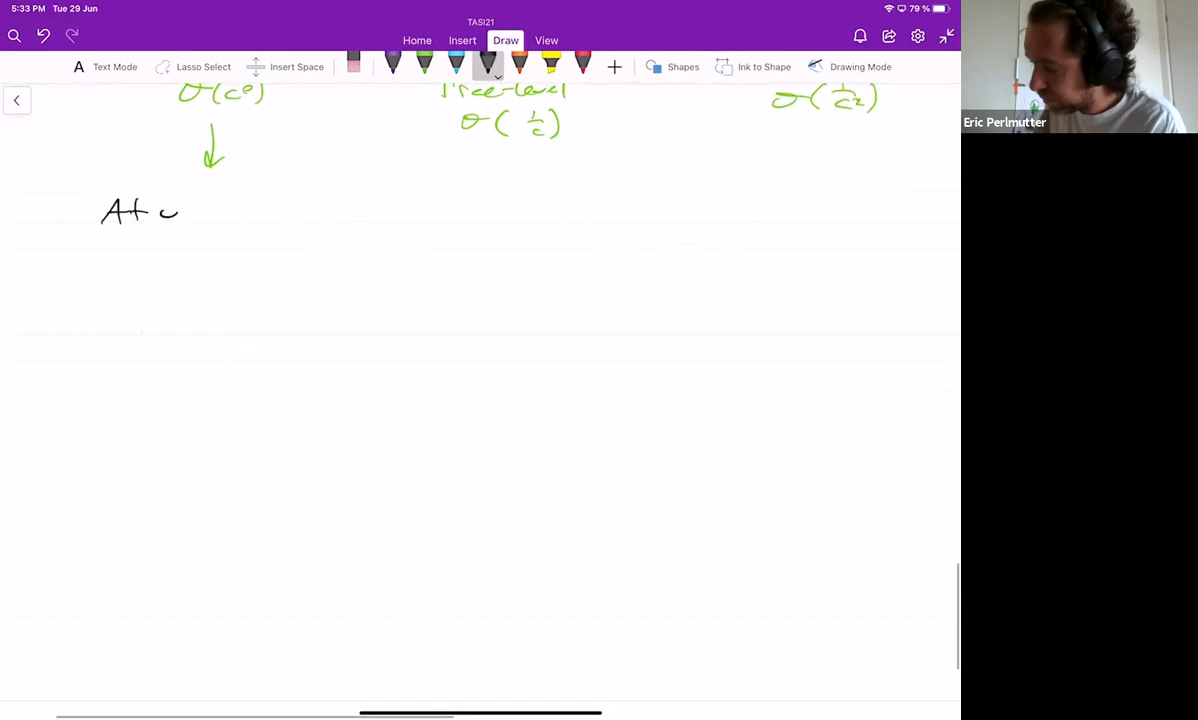 5:33 PM Tue 29 Jun
79 %
TASI21
Home Insert Draw View
Text Mode Lasso Select Insert Space Shapes Ink to Shape Drawing Mode
O(c⁰) Tree-level O(1/c²)
O(1/c)
At
Eric Perlmutter